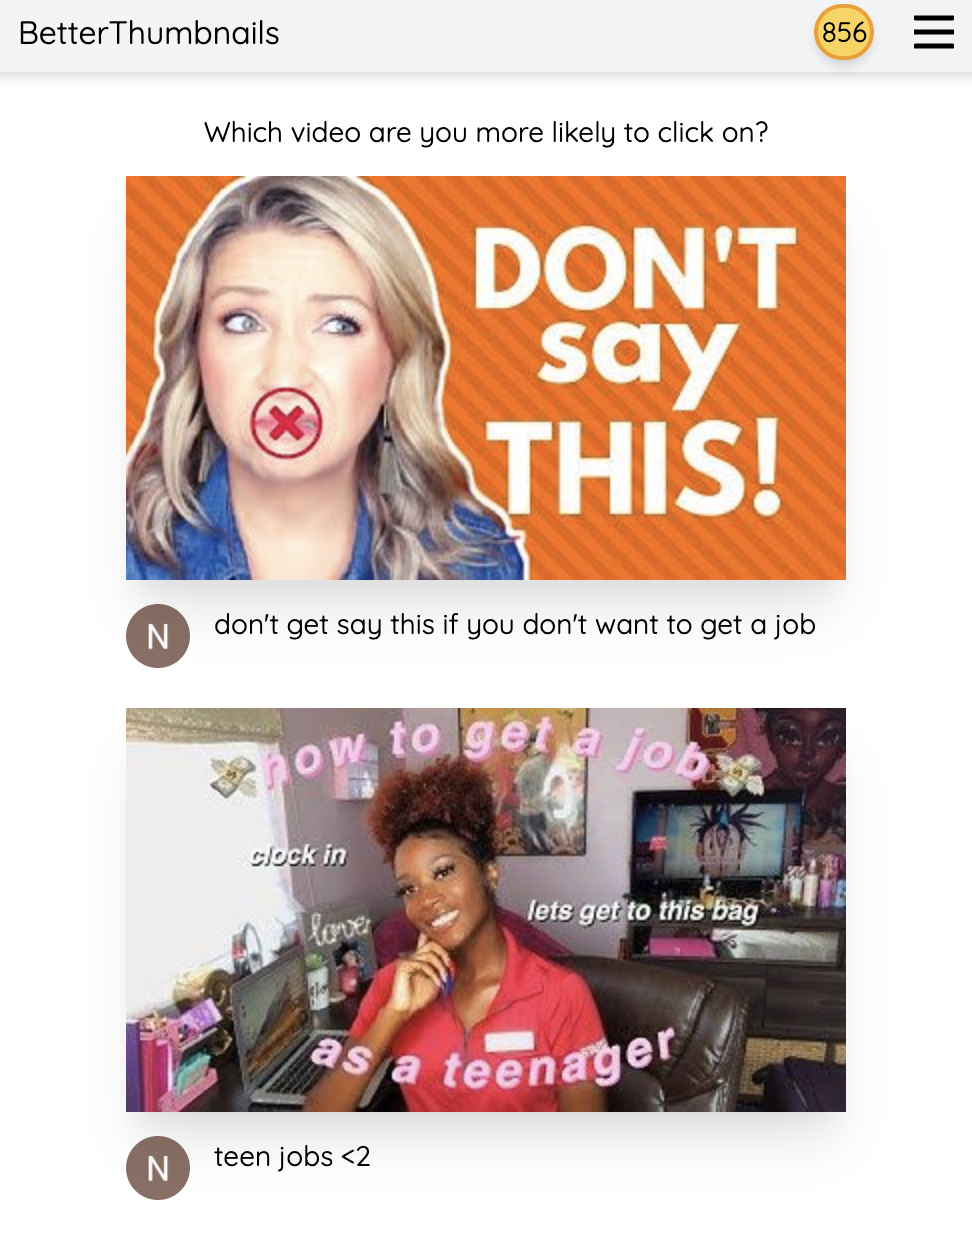 BetterThumbnails
856
Which video are you more likely to click on?
DON'T
say
THIS!
N
don't get say this if you don't want to get a job
how to get a job
clock in
lets get to this bag
love
as a teenager
N
teen jobs <2